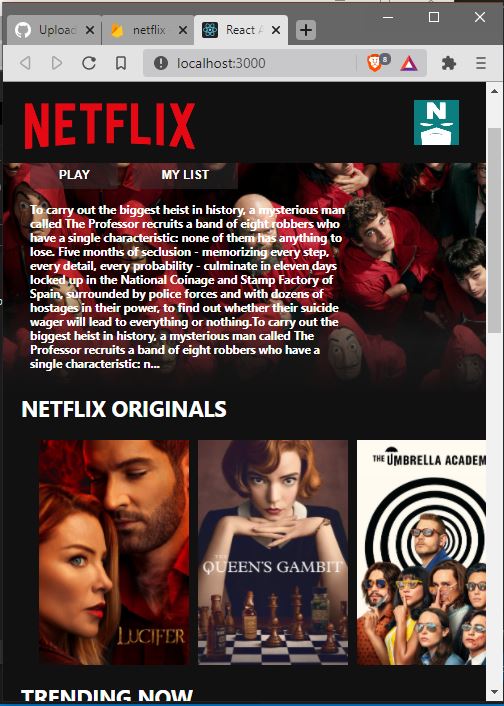 Upload
netflix
React A
localhost:3000
8
NETFLIX
N
PLAY
MY LIST
To carry out the biggest heist in history, a mysterious man
called The Professor recruits a band of eight robbers who
have a single characteristic: none of them has anything to
lose. Five months of seclusion - memorizing every step,
every detail, every probability - culminate in eleven days
locked up in the National Coinage and Stamp Factory of
Spain, surrounded by police forces and with dozens of
hostages in their power, to find out whether their suicide
wager will lead to everything or nothing.To carry out the
biggest heist in history, a mysterious man called The
Professor recruits a band of eight robbers who have a
single characteristic: n...
NETFLIX ORIGINALS
LUCIFER
THE QUEEN'S GAMBIT
THE UMBRELLA ACADEM
TRENDING NOW